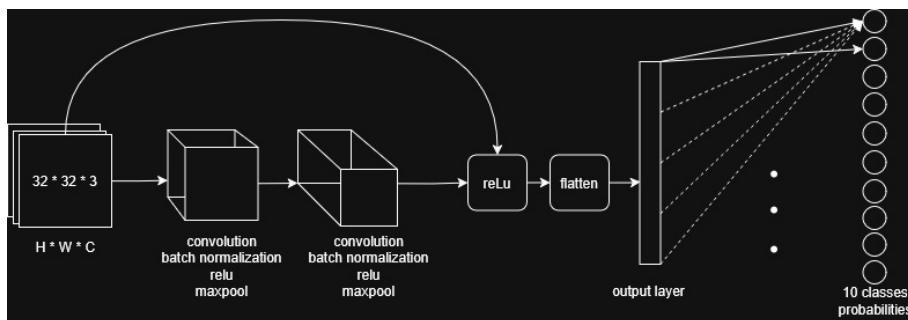 32 * 32 * 3
H * W * C
convolution
batch normalization
relu
maxpool
convolution
batch normalization
relu
maxpool
reLu
flatten
output layer
10 classes
probabilities